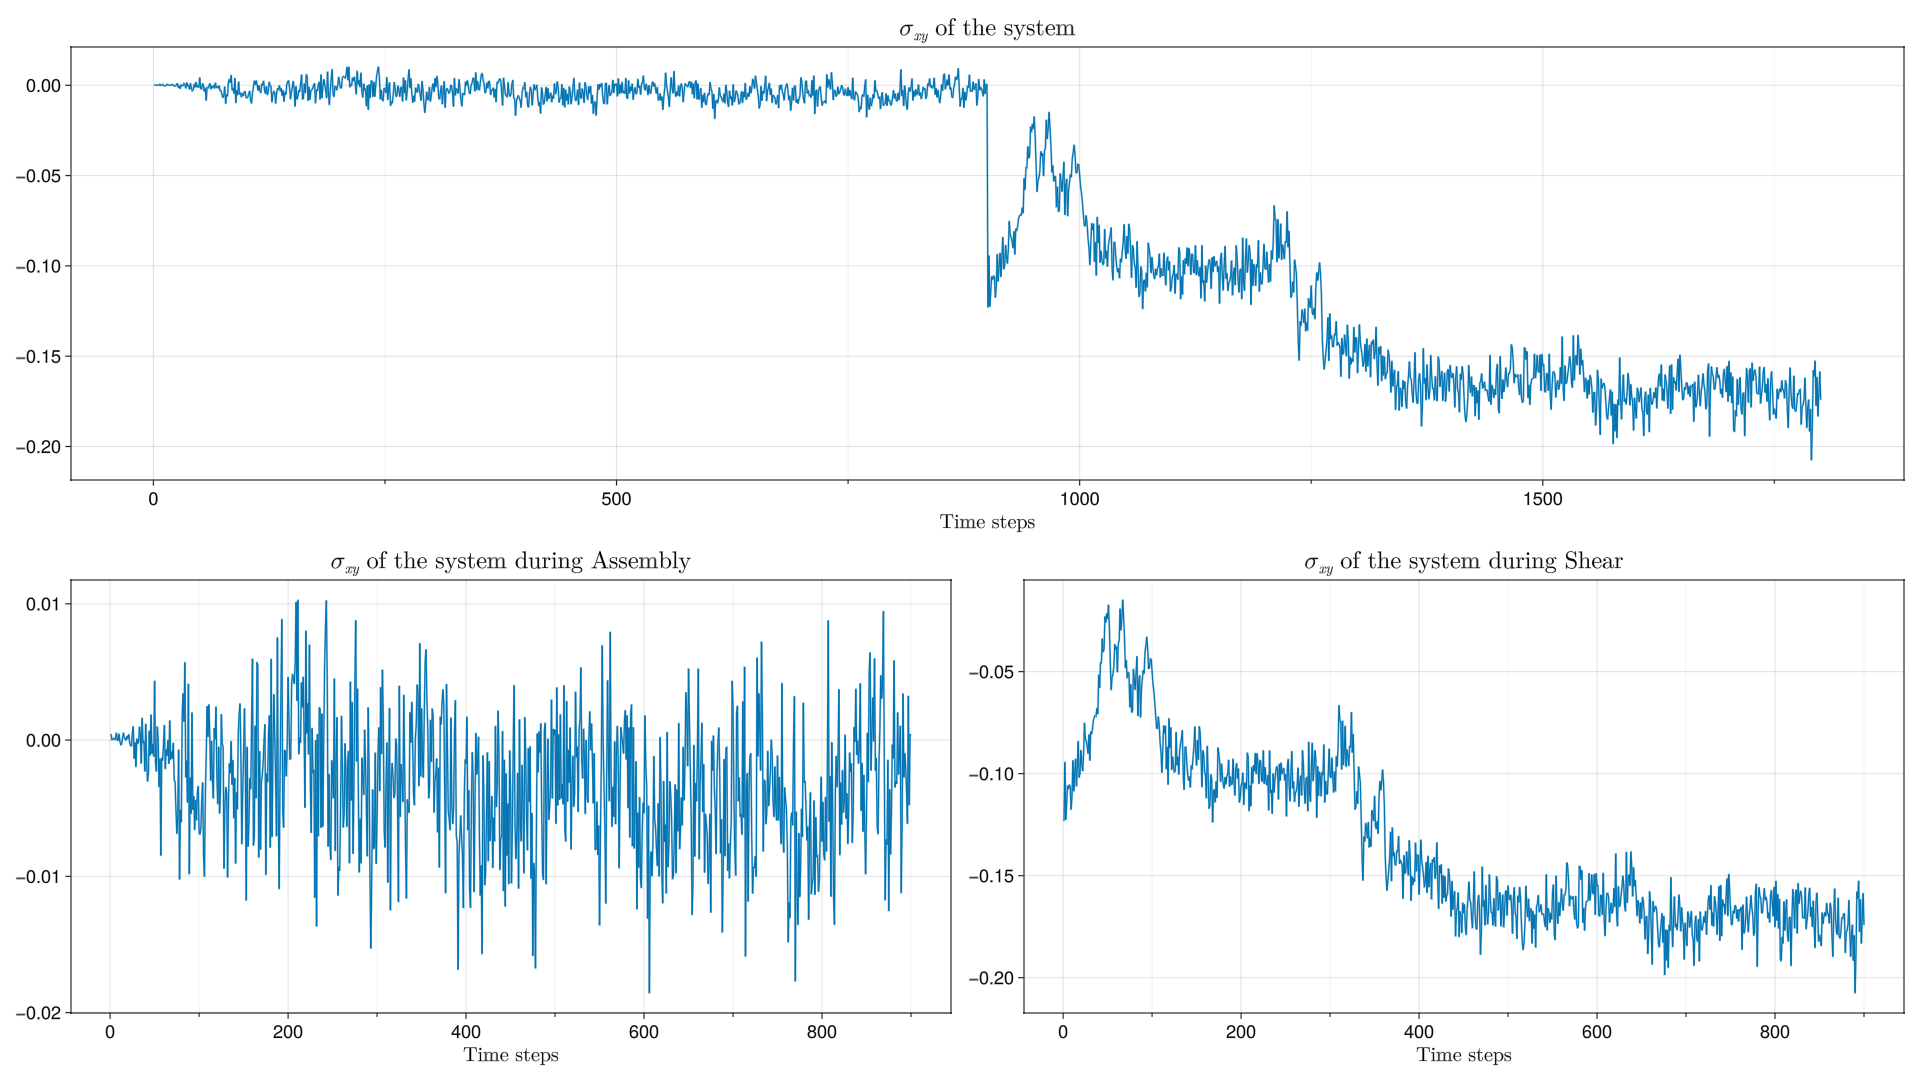 σxy of the system
0.00
−0.05
−0.10
−0.15
−0.20
0 500 1000 1500
Time steps
σxy of the system during Assembly
0.01
0.00
−0.01
−0.02
0 200 400 600 800
Time steps
σxy of the system during Shear
−0.05
−0.10
−0.15
−0.20
0 200 400 600 800
Time steps